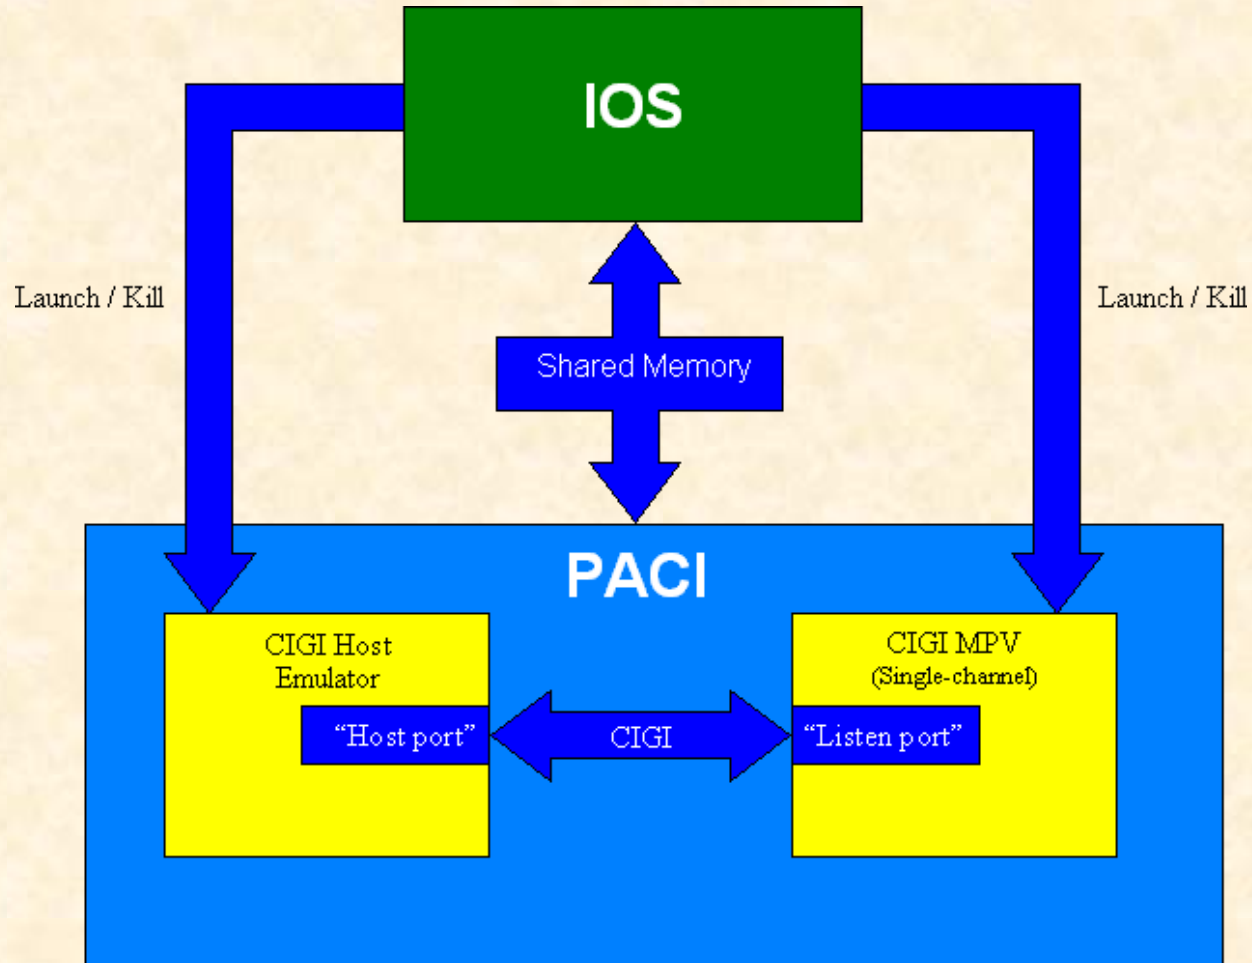 IOS
Launch / Kill
Launch / Kill
Shared Memory
PACI
CIGI Host
Emulator
CIGI MPV
(Single-channel)
“Host port”
CIGI
“Listen port”